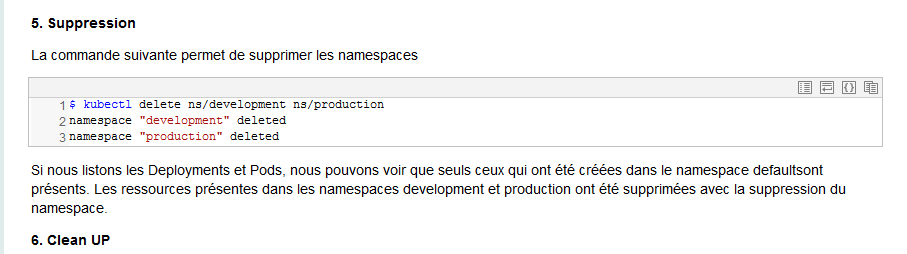 5. Suppression
La commande suivante permet de supprimer les namespaces
1 $ kubectl delete ns/development ns/production
2 namespace "development" deleted
3 namespace "production" deleted
Si nous listons les Deployments et Pods, nous pouvons voir que seuls ceux qui ont été créées dans le namespace defaultsont
présents. Les ressources présentes dans les namespaces development et production ont été supprimées avec la suppression du
namespace.
6. Clean UP